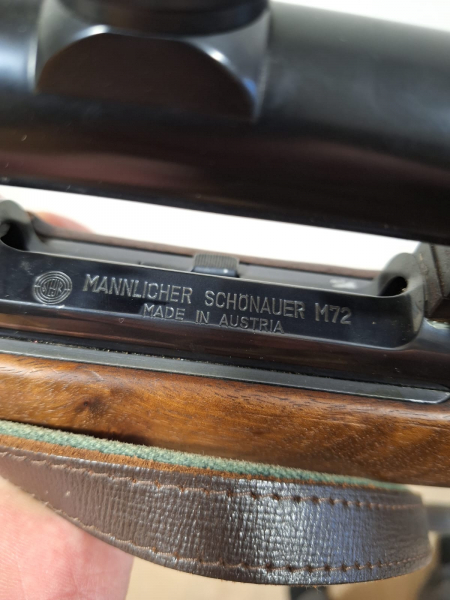 MANNLICHER SCHÖNAUER M72
MADE IN AUSTRIA